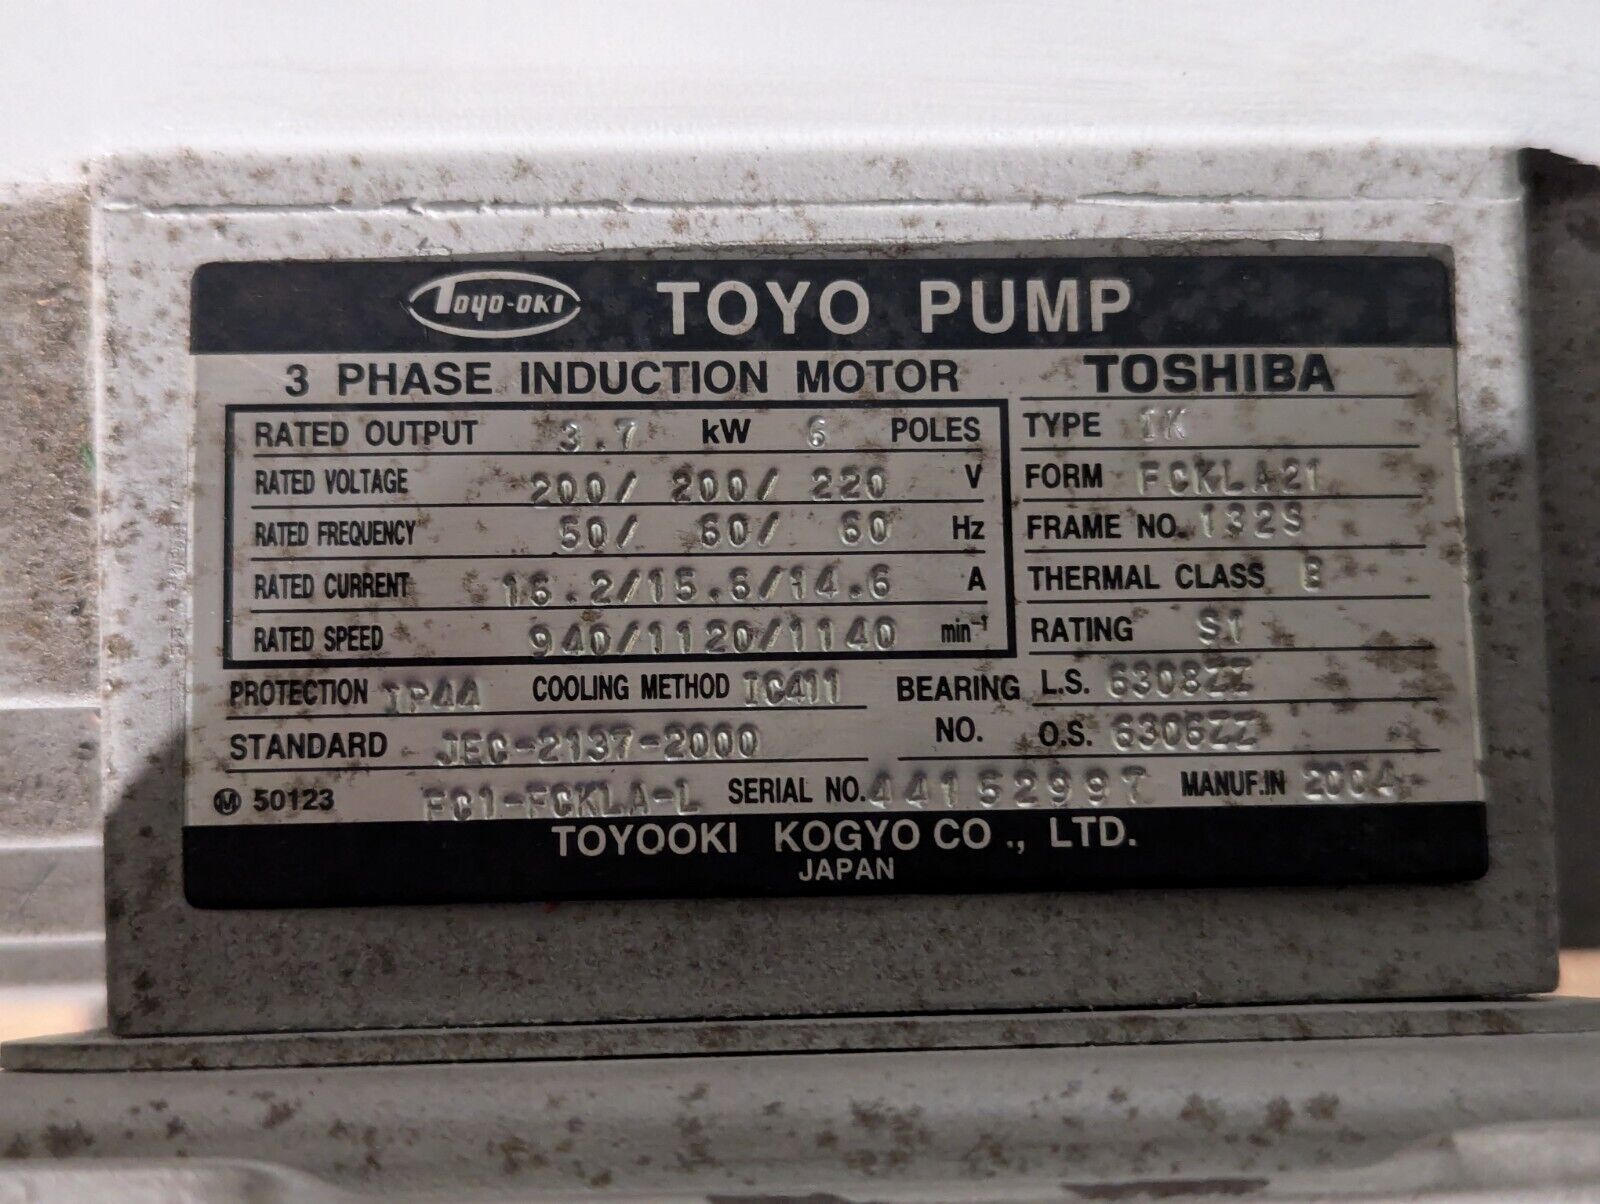 TOYO-OKI TOYO PUMP
3 PHASE INDUCTION MOTOR TOSHIBA
RATED OUTPUT 3.7 kW 6 POLES
RATED VOLTAGE 200/ 200/ 220 V
RATED FREQUENCY 50/ 60/ 60 Hz
RATED CURRENT 16.2/15.6/14.6 A
RATED SPEED 940/1120/1140 min⁻¹
TYPE IK
FORM FCKLA21
FRAME NO. 132S
THERMAL CLASS
RATING S1
PROTECTION IP44 COOLING METHOD IC411
BEARING NO. L.S. 6308ZZ
O.S. 6306ZZ
STANDARD JEC-2137-2000
Ⓜ 50123 FC1-FCKLA-L SERIAL NO. 44152997 MANUF.IN 2004
TOYOOKI KOGYO CO., LTD.
JAPAN